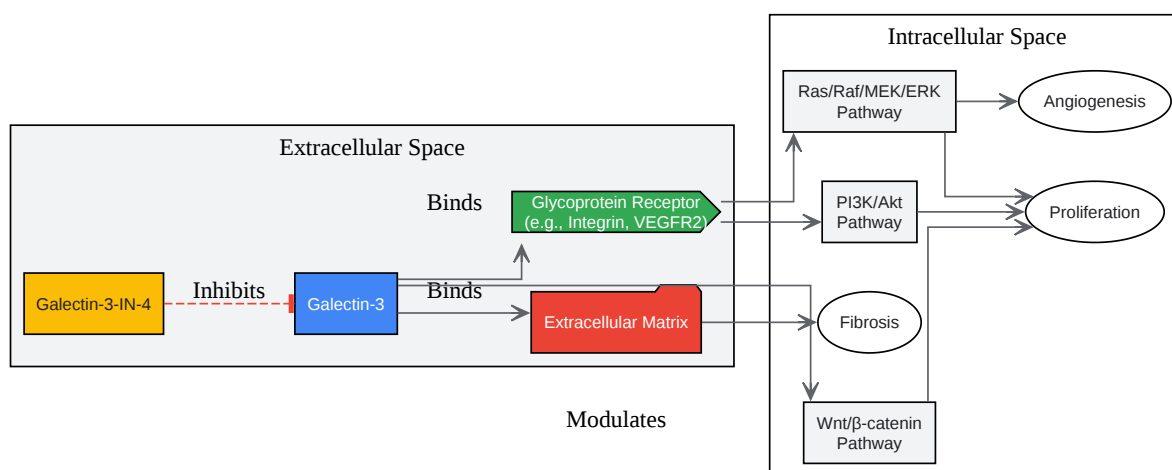 Intracellular Space
Ras/Raf/MEK/ERK
Pathway
Angiogenesis
Extracellular Space
Binds
Glycoprotein Receptor
(e.g., Integrin, VEGFR2)
PI3K/Akt
Pathway
Proliferation
Galectin-3-IN-4
Inhibits
Galectin-3
Binds
Extracellular Matrix
Fibrosis
Modulates
Wnt/β-catenin
Pathway